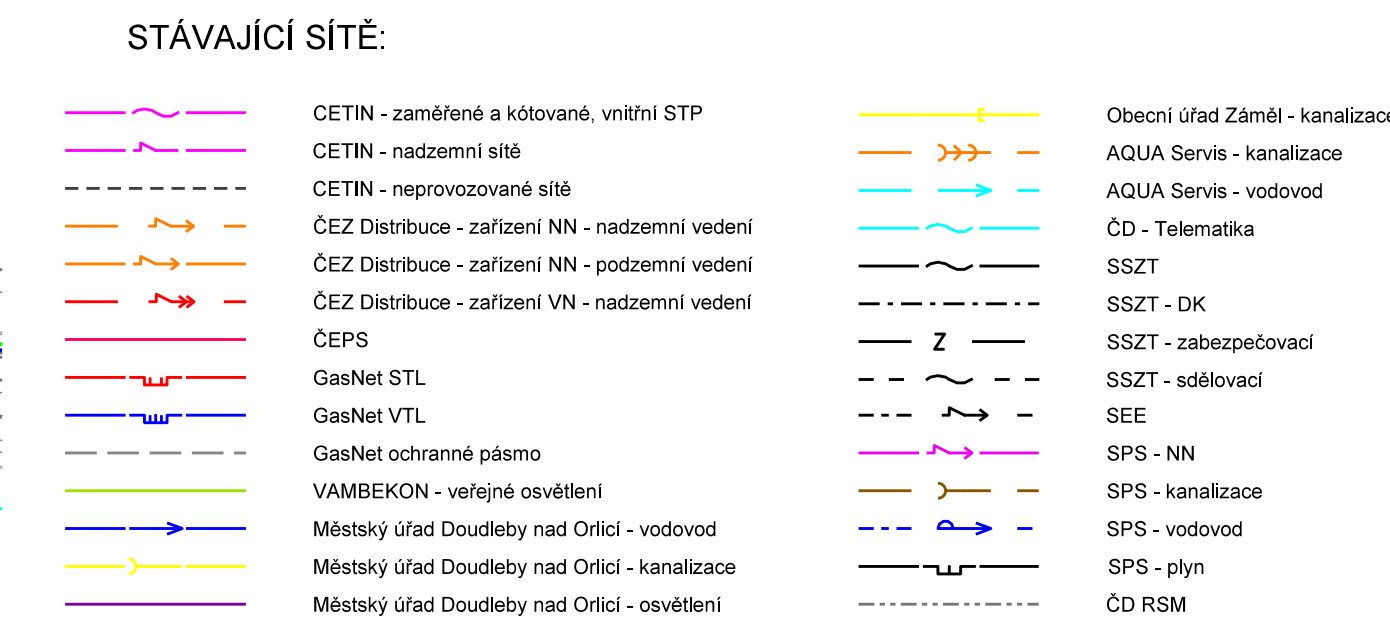 STÁVAJÍCÍ SÍTĚ:
CETIN - zaměřené a kótované, vnitřní STP
CETIN - nadzemní sítě
CETIN - neprovozované sítě
ČEZ Distribuce - zařízení NN - nadzemní vedení
ČEZ Distribuce - zařízení NN - podzemní vedení
ČEZ Distribuce - zařízení VN - nadzemní vedení
ČEPS
GasNet STL
GasNet VTL
GasNet ochranné pásmo
VAMBEKON - veřejné osvětlení
Městský úřad Doudleby nad Orlicí - vodovod
Městský úřad Doudleby nad Orlicí - kanalizace
Městský úřad Doudleby nad Orlicí - osvětlení
Obecní úřad Záměl - kanalizace
AQUA Servis - kanalizace
AQUA Servis - vodovod
ČD - Telematika
SSZT
SSZT - DK
Z SSZT - zabezpečovací
SSZT - sdělovací
SEE
SPS - NN
SPS - kanalizace
SPS - vodovod
SPS - plyn
ČD RSM